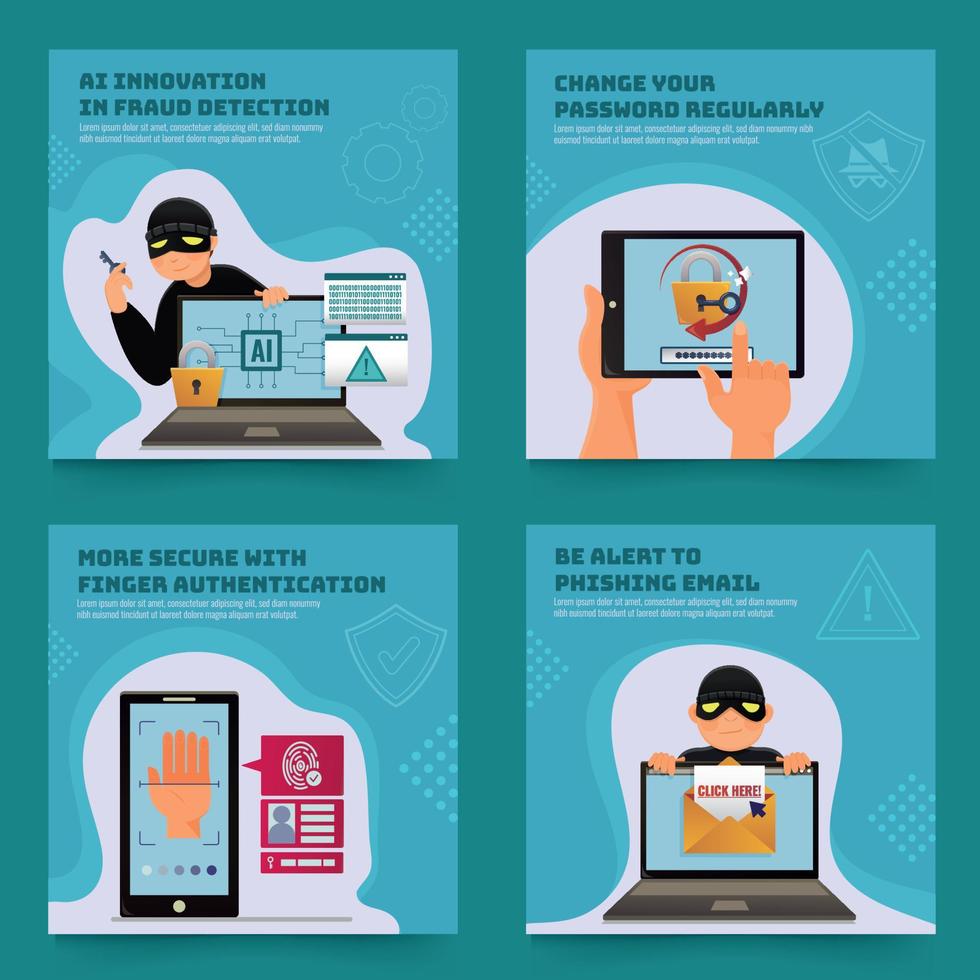 AI INNOVATION
IN FRAUD DETECTION
Lorem ipsum dolor sit amet, consectetuer adipiscing elit, sed diam nonummy
nibh euismod tincidunt ut laoreet dolore magna aliquam erat volutpat.
0001110101100101
1001011010010110
0001110101100101
0111101001101001
1001011010010110
AI
!
CHANGE YOUR
PASSWORD REGULARLY
Lorem ipsum dolor sit amet, consectetuer adipiscing elit, sed diam nonummy
nibh euismod tincidunt ut laoreet dolore magna aliquam erat volutpat.
MORE SECURE WITH
FINGER AUTHENTICATION
Lorem ipsum dolor sit amet, consectetuer adipiscing elit, sed diam nonummy
nibh euismod tincidunt ut laoreet dolore magna aliquam erat volutpat.
BE ALERT TO
PHISHING EMAIL
Lorem ipsum dolor sit amet, consectetuer adipiscing elit, sed diam nonummy
nibh euismod tincidunt ut laoreet dolore magna aliquam erat volutpat.
!
CLICK HERE!